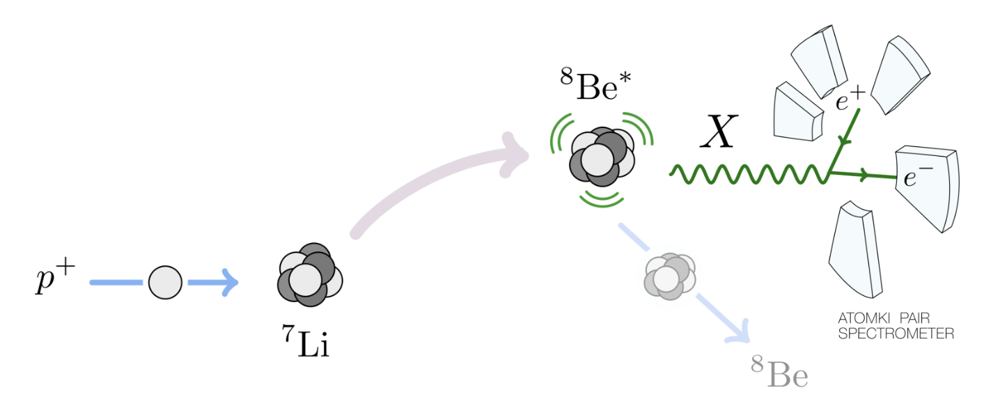 p⁺
⁷Li
⁸Be*
X
e⁺
e⁻
⁸Be
ATOMKI PAIR
SPECTROMETER